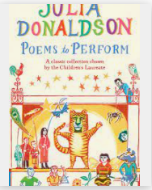 JULIA
DONALDSON
POEMS to PERFORM
A classic collection chosen
by the Children's Laureate